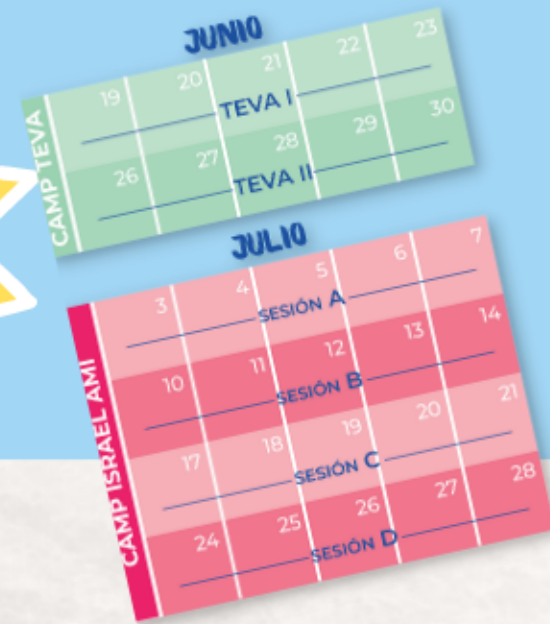 JUNIO
CAMP TEVA
19 20 21 22 23
TEVA I
26 27 28 29 30
TEVA II
JULIO
CAMP ISRAEL AMI
3 4 5 6 7
SESIÓN A
10 11 12 13 14
SESIÓN B
17 18 19 20 21
SESIÓN C
24 25 26 27 28
SESIÓN D